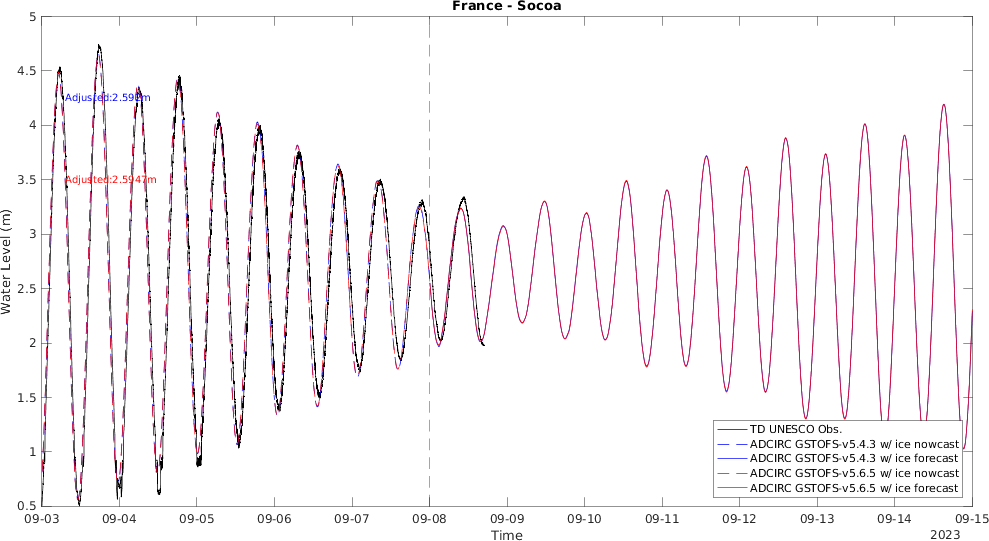 France - Socoa
5
4.5
4
3.5
3
2.5
2
1.5
1
0.5
Water Level (m)
Adjusted:2.592m
Adjusted:2.5947m
TD UNESCO Obs.
ADCIRC GSTOFS-v5.4.3 w/ ice nowcast
ADCIRC GSTOFS-v5.4.3 w/ ice forecast
ADCIRC GSTOFS-v5.6.5 w/ ice nowcast
ADCIRC GSTOFS-v5.6.5 w/ ice forecast
09-03 09-04 09-05 09-06 09-07 09-08 09-09 09-10 09-11 09-12 09-13 09-14 09-15
Time
2023